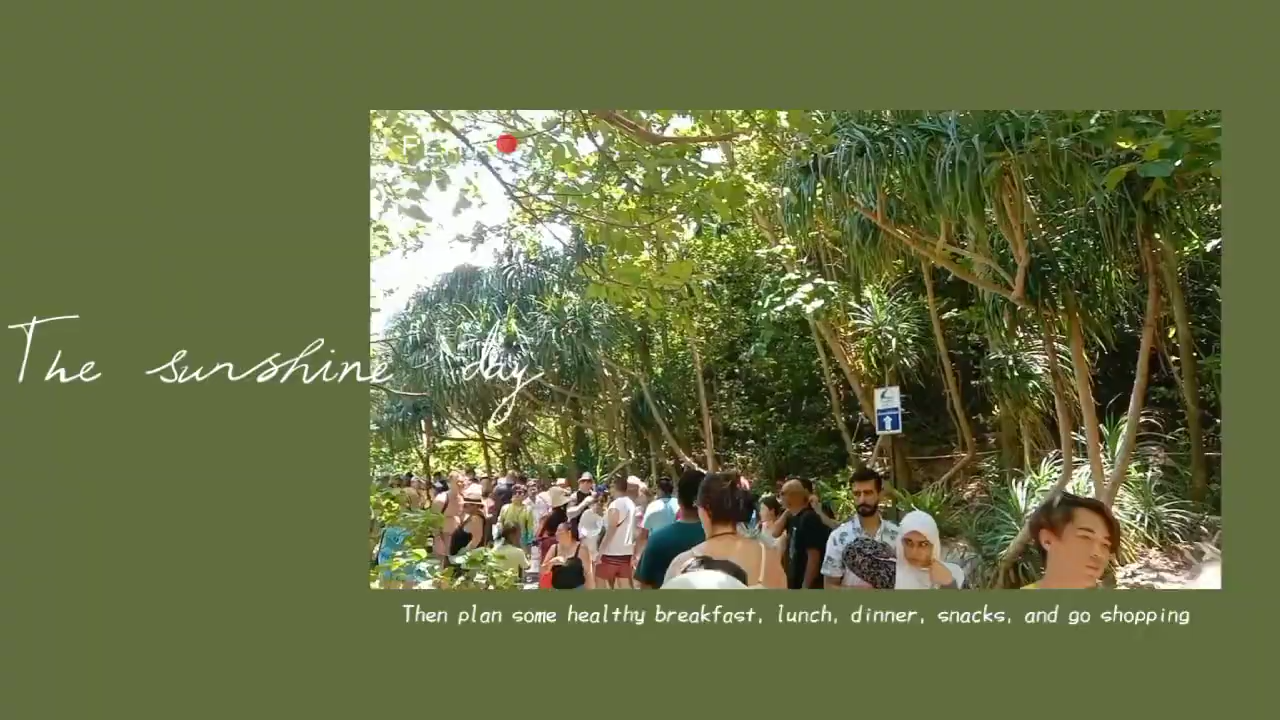 The sunshine day
Then plan some healthy breakfast, lunch, dinner, snacks, and go shopping